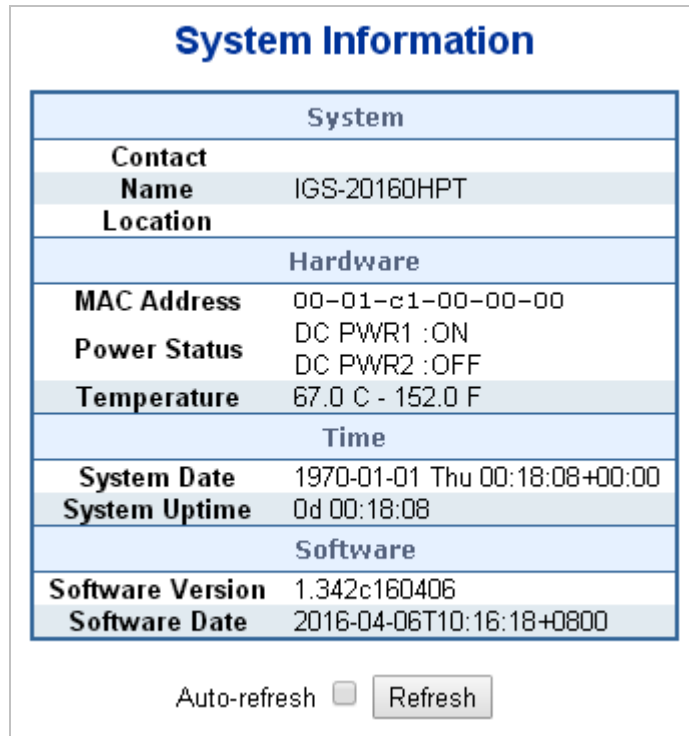 System Information
System
Contact
Name IGS-20160HPT
Location
Hardware
MAC Address 00-01-c1-00-00-00
Power Status DC PWR1 :ON
DC PWR2 :OFF
Temperature 67.0 C - 152.0 F
Time
System Date 1970-01-01 Thu 00:18:08+00:00
System Uptime 0d 00:18:08
Software
Software Version 1.342c160406
Software Date 2016-04-06T10:16:18+0800
Auto-refresh Refresh